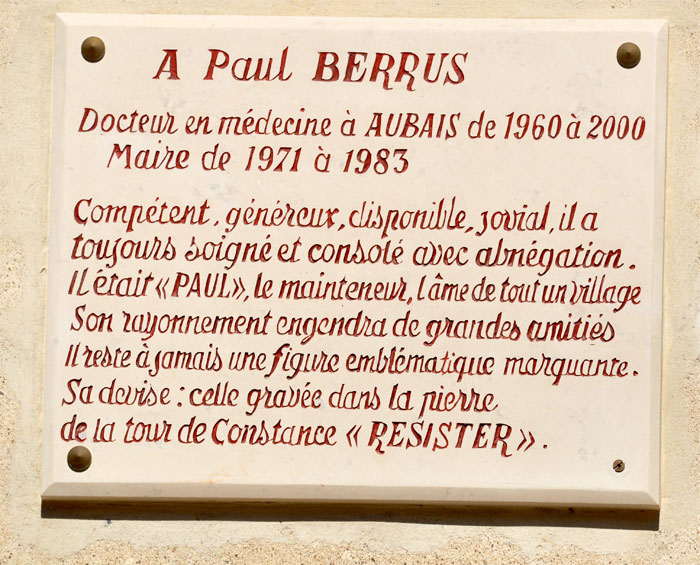 A Paul BERRUS
Docteur en médecine à AUBAIS de 1960 à 2000
Maire de 1971 à 1983
Compétent, généreux, disponible, jovial, il a
toujours soigné et consolé avec abnégation.
Il était «PAUL», le mainteneur, l'âme de tout un village
Son rayonnement engendra de grandes amitiés
Il reste à jamais une figure emblématique marquante.
Sa devise : celle gravée dans la pierre
de la tour de Constance « RESISTER ».